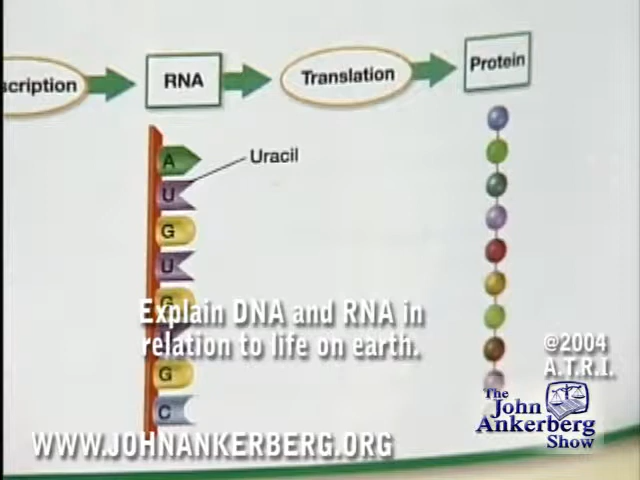 scription
RNA
Translation
Protein
A
Uracil
U
G
U
G
Explain DNA and RNA in
relation to life on earth.
G
C
@2004
A.T.R.I.
The
John
Ankerberg
Show
WWW.JOHNANKERBERG.ORG